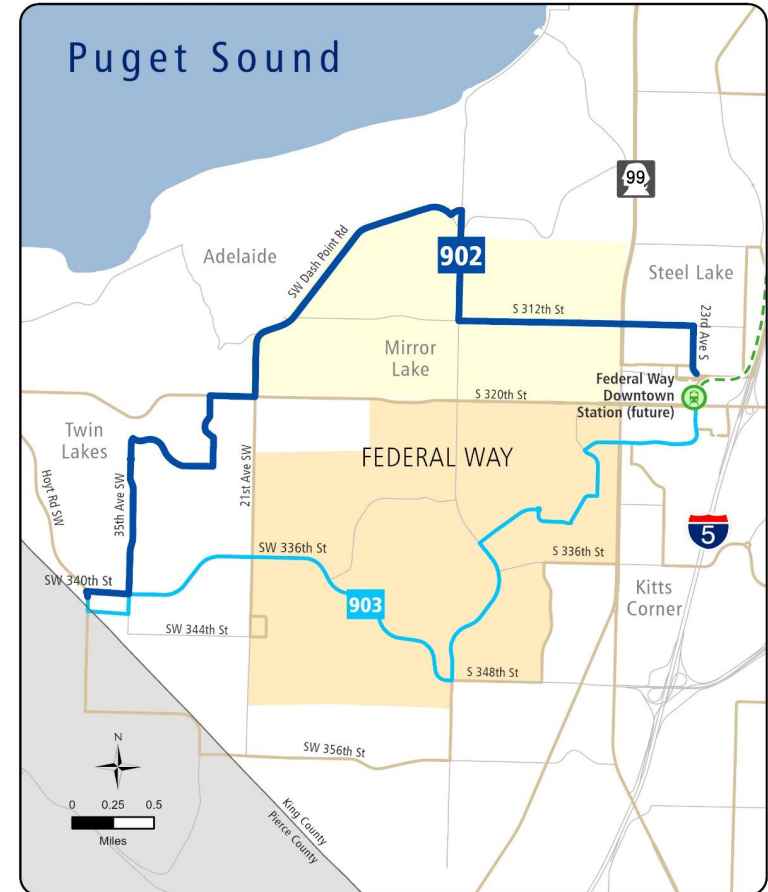 Puget Sound
99
SW Dash Point Rd
Adelaide
902
Steel Lake
S 312th St
23rd Ave S
Mirror
Lake
Federal Way
Downtown
Station (future)
S 320th St
Twin
Lakes
FEDERAL WAY
Hoyt Rd SW
35th Ave SW
21st Ave SW
5
SW 336th St
S 336th St
SW 340th St
Kitts
Corner
903
SW 344th St
S 348th St
N
SW 356th St
0 0.25 0.5
Miles
King County
Pierce County